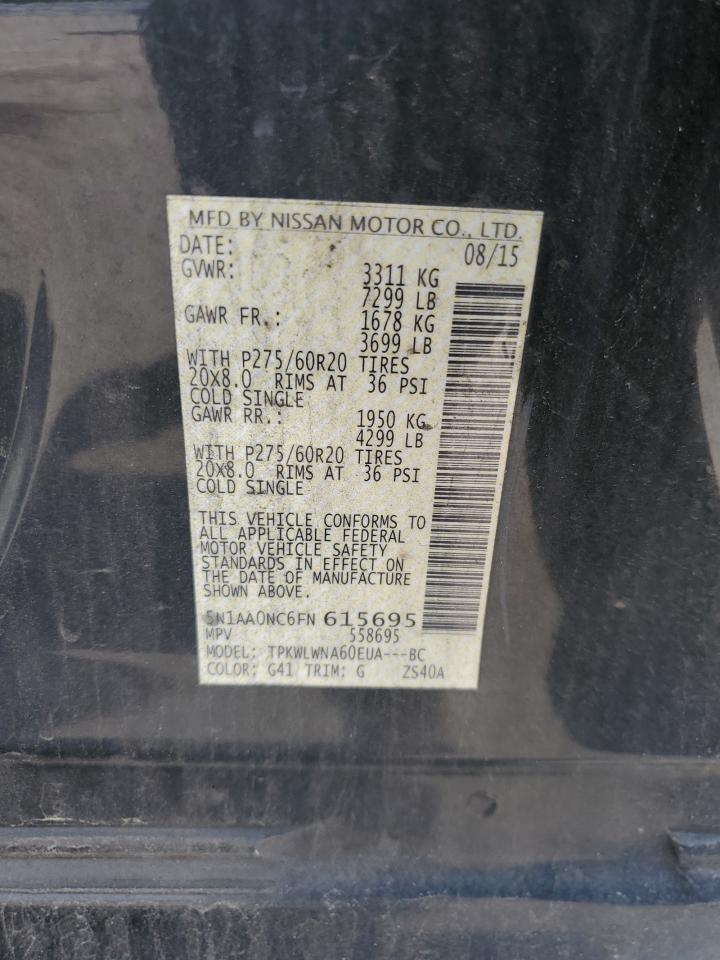 MFD BY NISSAN MOTOR CO., LTD.
DATE: 08/15
GVWR: 3311 KG
7299 LB
GAWR FR.: 1678 KG
3699 LB
WITH P275/60R20 TIRES
20X8.0 RIMS AT 36 PSI
COLD SINGLE
GAWR RR.: 1950 KG
4299 LB
WITH P275/60R20 TIRES
20X8.0 RIMS AT 36 PSI
COLD SINGLE
THIS VEHICLE CONFORMS TO
ALL APPLICABLE FEDERAL
MOTOR VEHICLE SAFETY
STANDARDS IN EFFECT ON
THE DATE OF MANUFACTURE
SHOWN ABOVE.
5N1AA0NC6FN 615695
MPV 558695
MODEL: TPKWLWNA60EUA---BC
COLOR: G41 TRIM: G ZS40A